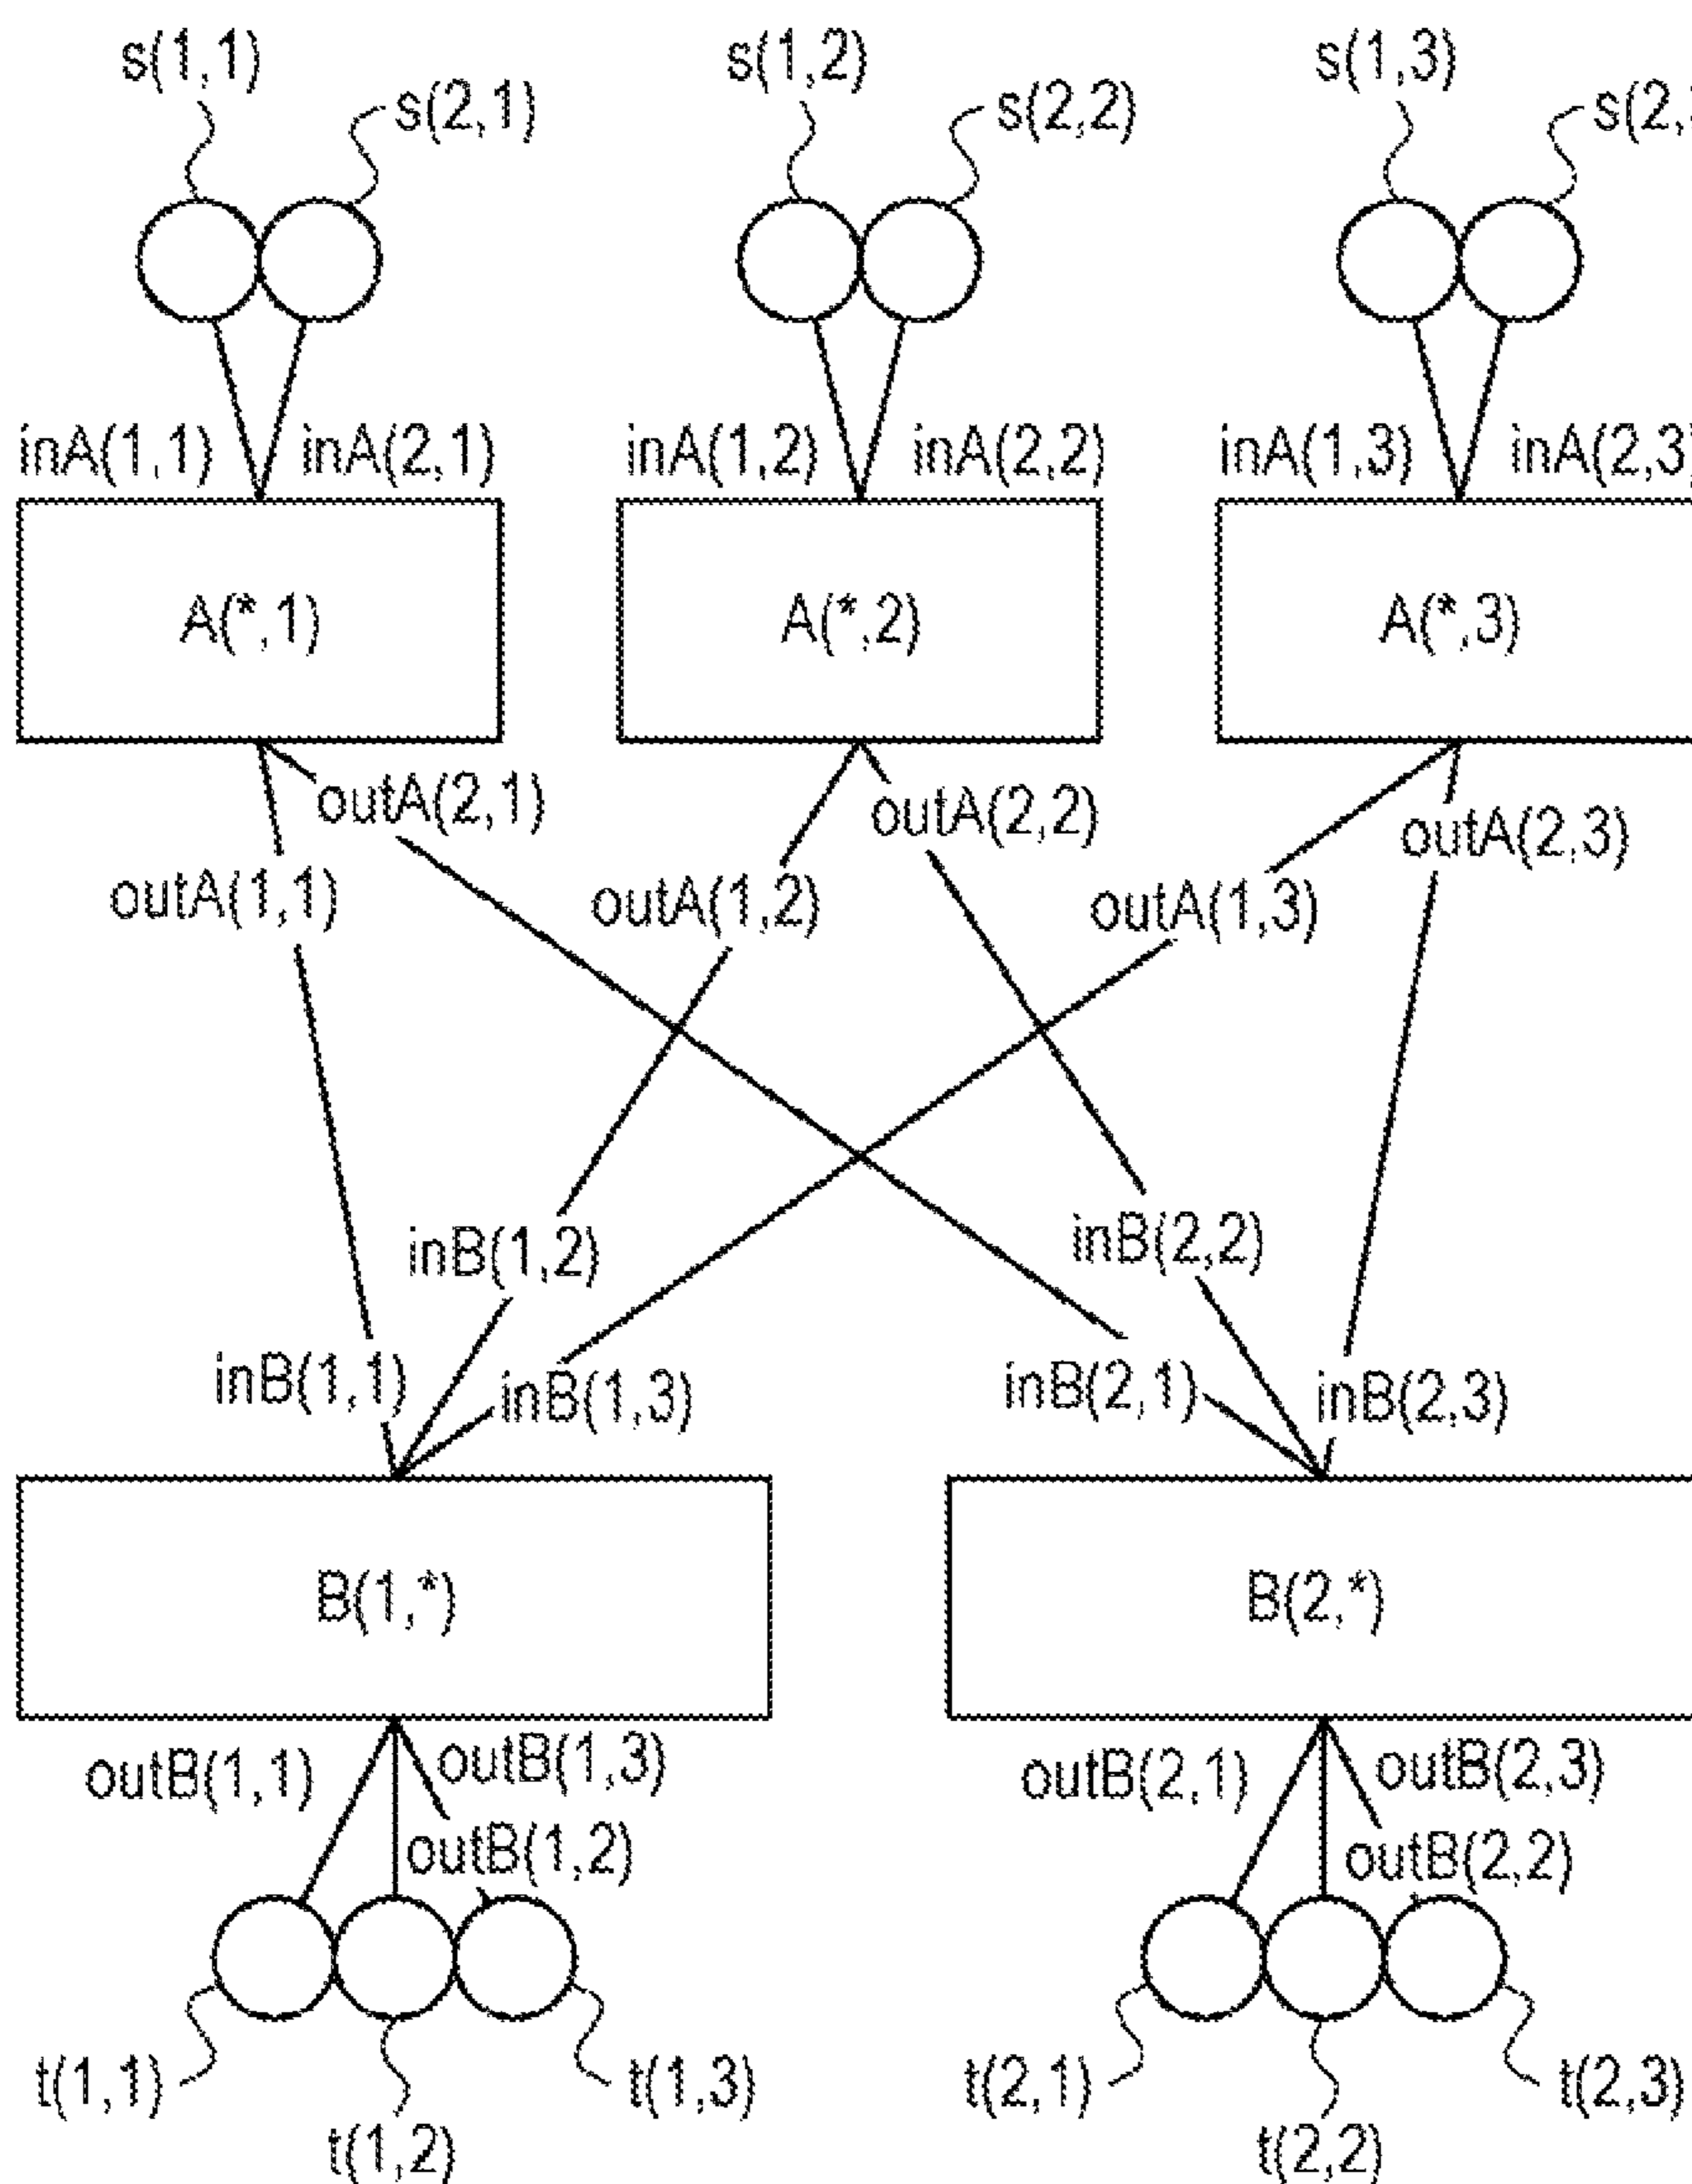 s(1,1) s(1,2) s(1,3)
s(2,1) s(2,2)
inA(1,1) inA(2,1) inA(1,2) inA(2,2) inA(1,3) inA(2,3)
A(*,1) A(*,2) A(*,3)
outA(2,1) outA(2,2) outA(2,3)
outA(1,1) outA(1,2) outA(1,3)
inB(1,2) inB(2,2)
inB(1,1) inB(1,3) inB(2,1) inB(2,3)
B(1,*) B(2,*)
outB(1,1) outB(1,3) outB(2,1) outB(2,3)
outB(1,2) outB(2,2)
t(1,1) t(1,3) t(2,1) t(2,3)
t(1,2) t(2,2)